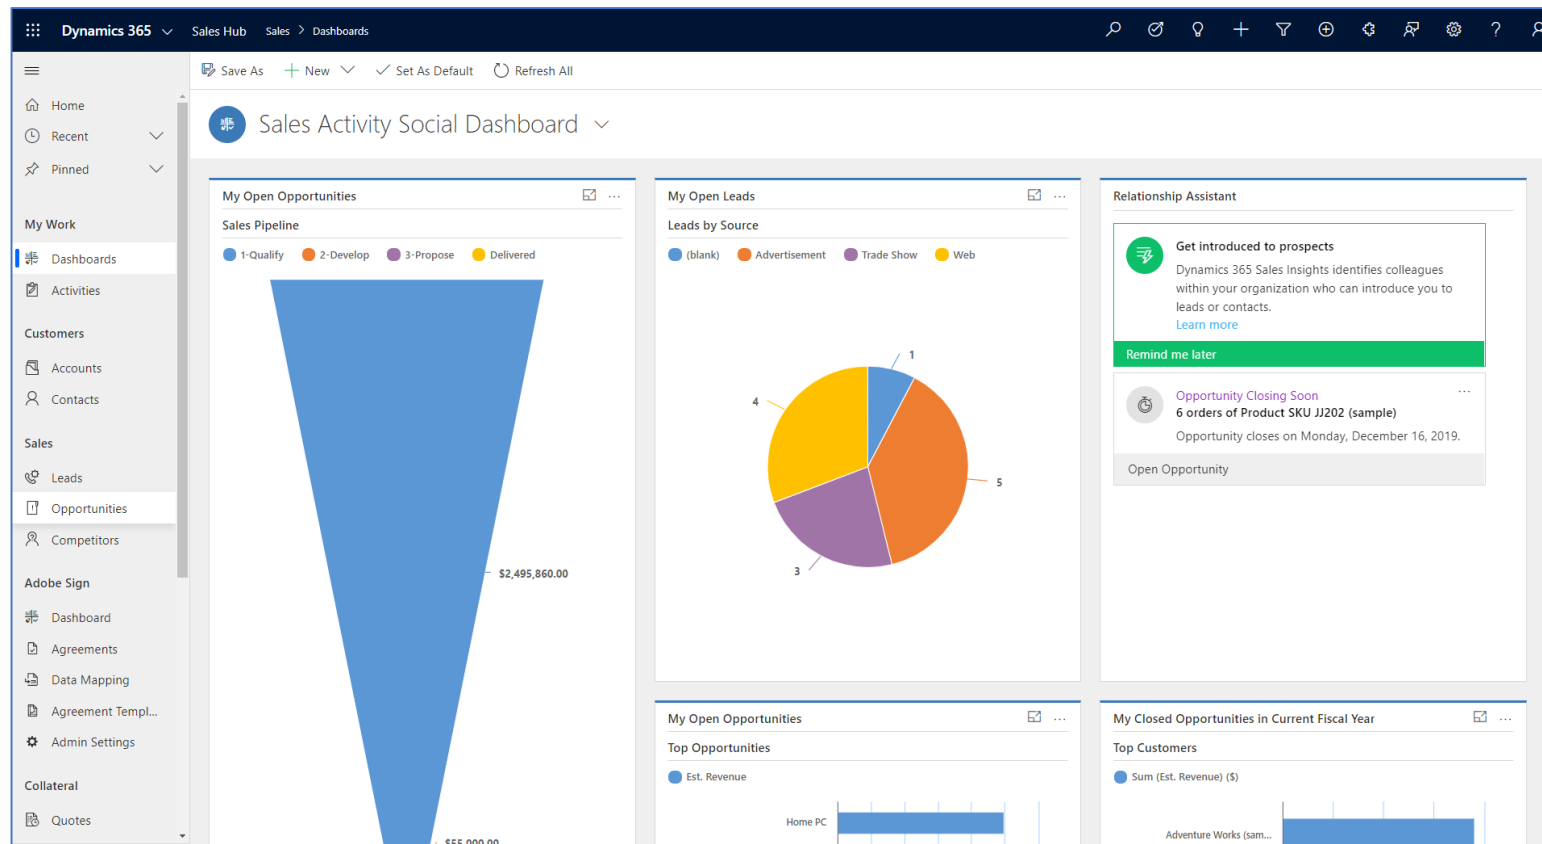 Dynamics 365 Sales Hub Sales > Dashboards
Save As New Set As Default Refresh All
Home
Recent
Pinned
My Work
Dashboards
Activities
Customers
Accounts
Contacts
Sales
Leads
Opportunities
Competitors
Adobe Sign
Dashboard
Agreements
Data Mapping
Agreement Templ...
Admin Settings
Collateral
Quotes
Sales Activity Social Dashboard
My Open Opportunities
Sales Pipeline
1-Qualify 2-Develop 3-Propose Delivered
$2,495,860.00
$55,000.00
My Open Leads
Leads by Source
(blank) Advertisement Trade Show Web
1
4
5
3
Relationship Assistant
Get introduced to prospects
Dynamics 365 Sales Insights identifies colleagues
within your organization who can introduce you to
leads or contacts.
Learn more
Remind me later
Opportunity Closing Soon
6 orders of Product SKU JJ202 (sample)
Opportunity closes on Monday, December 16, 2019.
Open Opportunity
My Open Opportunities
Top Opportunities
Est. Revenue
Home PC
My Closed Opportunities in Current Fiscal Year
Top Customers
Sum (Est. Revenue) ($)
Adventure Works (sam...